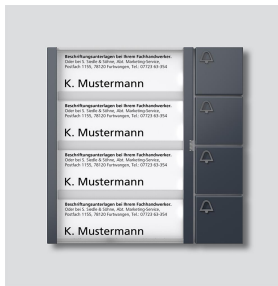 Beschriftungsunterlagen bei Ihrem Fachhandwerker.
Oder bei S. Siedle & Söhne, Abt. Marketing-Service,
Postfach 1155, 78120 Furtwangen, Tel.: 07723 63-354
K. Mustermann
Beschriftungsunterlagen bei Ihrem Fachhandwerker.
Oder bei S. Siedle & Söhne, Abt. Marketing-Service,
Postfach 1155, 78120 Furtwangen, Tel.: 07723 63-354
K. Mustermann
Beschriftungsunterlagen bei Ihrem Fachhandwerker.
Oder bei S. Siedle & Söhne, Abt. Marketing-Service,
Postfach 1155, 78120 Furtwangen, Tel.: 07723 63-354
K. Mustermann
Beschriftungsunterlagen bei Ihrem Fachhandwerker.
Oder bei S. Siedle & Söhne, Abt. Marketing-Service,
Postfach 1155, 78120 Furtwangen, Tel.: 07723 63-354
K. Mustermann